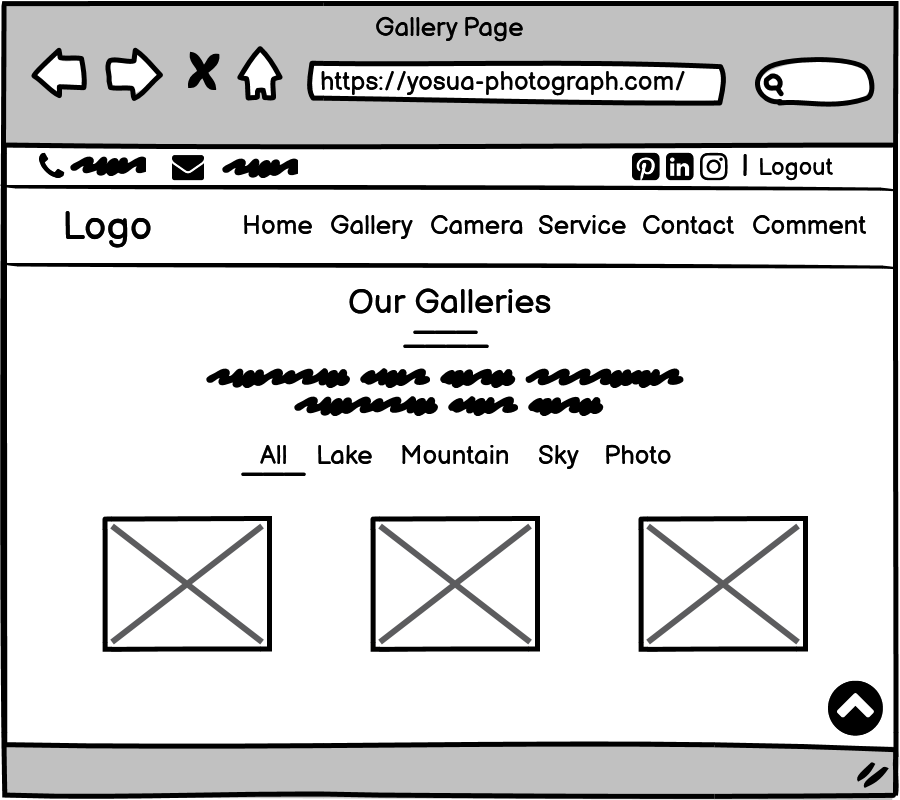 Gallery Page
https://yosua-photograph.com/
Logout
Logo
Home Gallery Camera Service Contact Comment
Our Galleries
All Lake Mountain Sky Photo